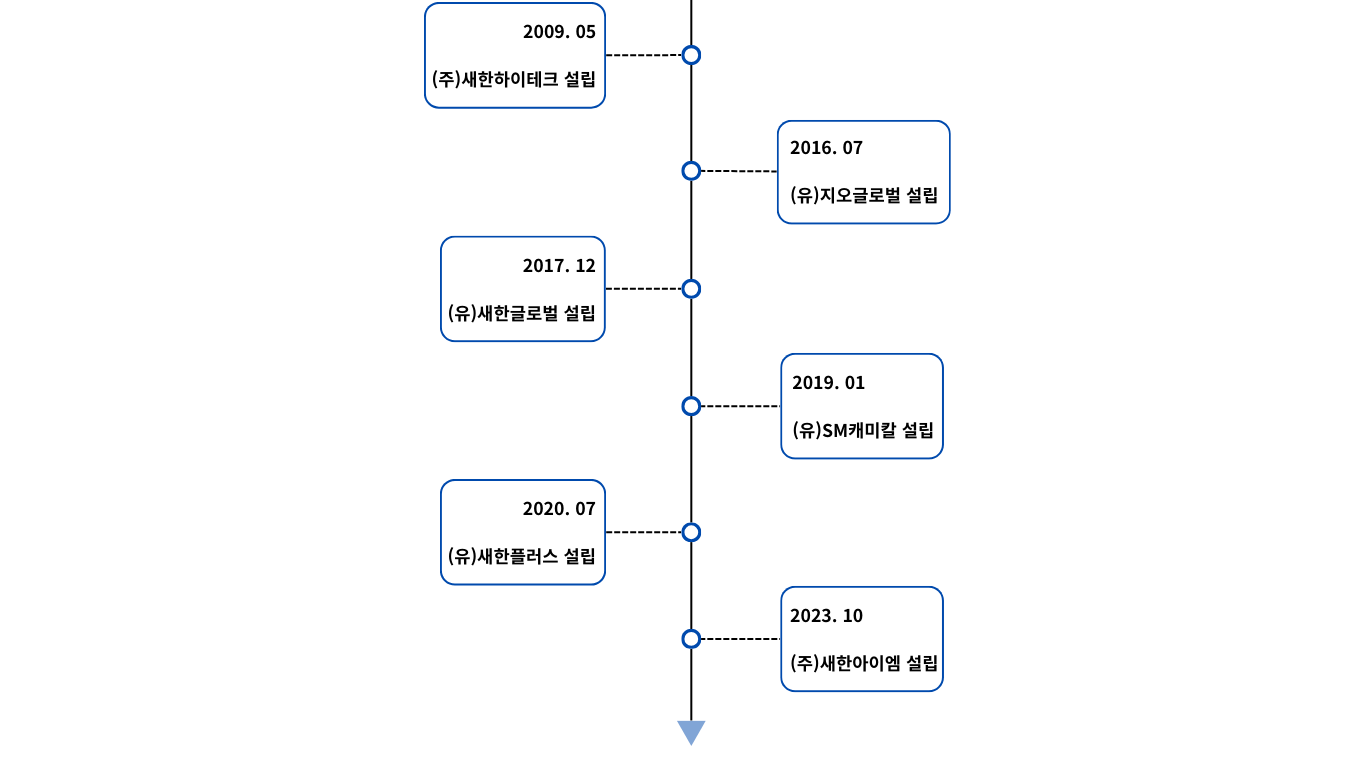 2009. 05
(주)새한하이테크 설립
2016. 07
(유)지오글로벌 설립
2017. 12
(유)새한글로벌 설립
2019. 01
(유)SM캐미칼 설립
2020. 07
(유)새한플러스 설립
2023. 10
(주)새한아이엠 설립